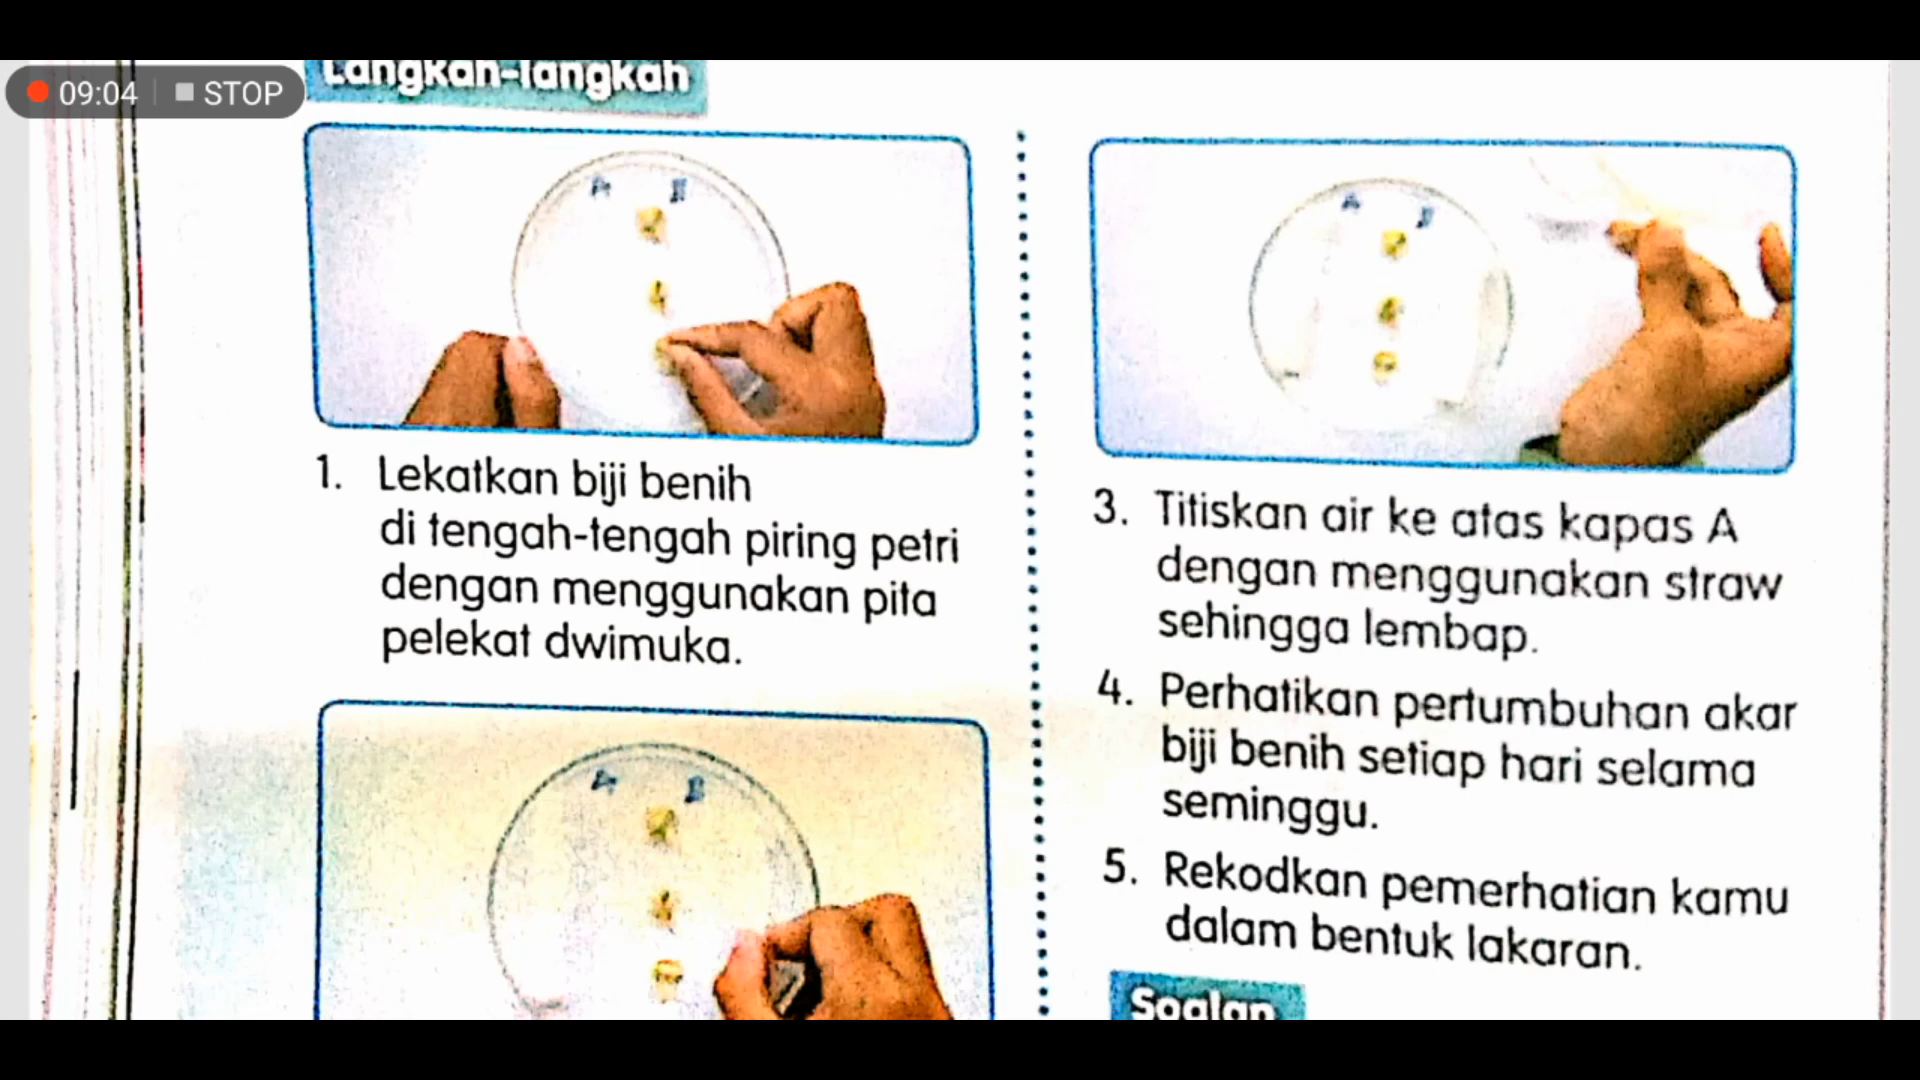 09:04 STOP
Langkah-langkah
A B
1. Lekatkan biji benih
di tengah-tengah piring petri
dengan menggunakan pita
pelekat dwimuka.
A B
A B
3. Titiskan air ke atas kapas A
dengan menggunakan straw
sehingga lembap.
4. Perhatikan pertumbuhan akar
biji benih setiap hari selama
seminggu.
5. Rekodkan pemerhatian kamu
dalam bentuk lakaran.
Soalan